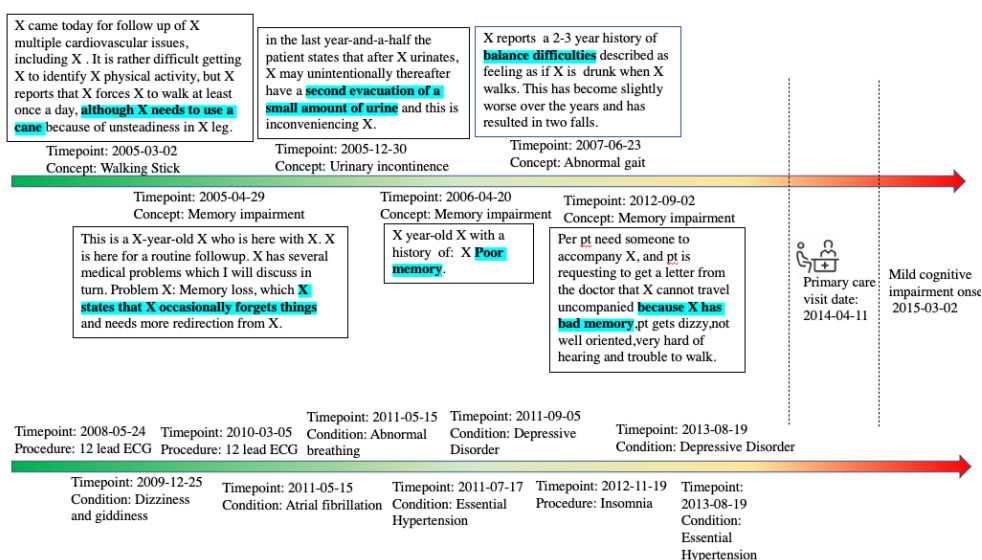 X came today for follow up of X
multiple cardiovascular issues,
including X . It is rather difficult getting
X to identify X physical activity, but X
reports that X forces X to walk at least
once a day, although X needs to use a
cane because of unsteadiness in X leg.
Timepoint: 2005-03-02
Concept: Walking Stick
in the last year-and-a-half the
patient states that after X urinates,
X may unintentionally thereafter
have a second evacuation of a
small amount of urine and this is
inconveniencing X.
Timepoint: 2005-12-30
Concept: Urinary incontinence
X reports a 2-3 year history of
balance difficulties described as
feeling as if X is drunk when X
walks. This has become slightly
worse over the years and has
resulted in two falls.
Timepoint: 2007-06-23
Concept: Abnormal gait
Timepoint: 2005-04-29
Concept: Memory impairment
This is a X-year-old X who is here with X. X
is here for a routine followup. X has several
medical problems which I will discuss in
turn. Problem X: Memory loss, which X
states that X occasionally forgets things
and needs more redirection from X.
Timepoint: 2006-04-20
Concept: Memory impairment
X year-old X with a
history of: X Poor
memory.
Timepoint: 2012-09-02
Concept: Memory impairment
Per pt need someone to
accompany X, and pt is
requesting to get a letter from
the doctor that X cannot travel
uncompanied because X has
bad memory,pt gets dizzy,not
well oriented,very hard of
hearing and trouble to walk.
Primary care
visit date:
2014-04-11
Mild cognitive
impairment onse
2015-03-02
Timepoint: 2008-05-24
Procedure: 12 lead ECG
Timepoint: 2010-03-05
Procedure: 12 lead ECG
Timepoint: 2011-05-15
Condition: Abnormal
breathing
Timepoint: 2011-09-05
Condition: Depressive
Disorder
Timepoint: 2013-08-19
Condition: Depressive Disorder
Timepoint: 2009-12-25
Condition: Dizziness
and giddiness
Timepoint: 2011-05-15
Condition: Atrial fibrillation
Timepoint: 2011-07-17
Condition: Essential
Hypertension
Timepoint: 2012-11-19
Procedure: Insomnia
Timepoint:
2013-08-19
Condition:
Essential
Hypertension